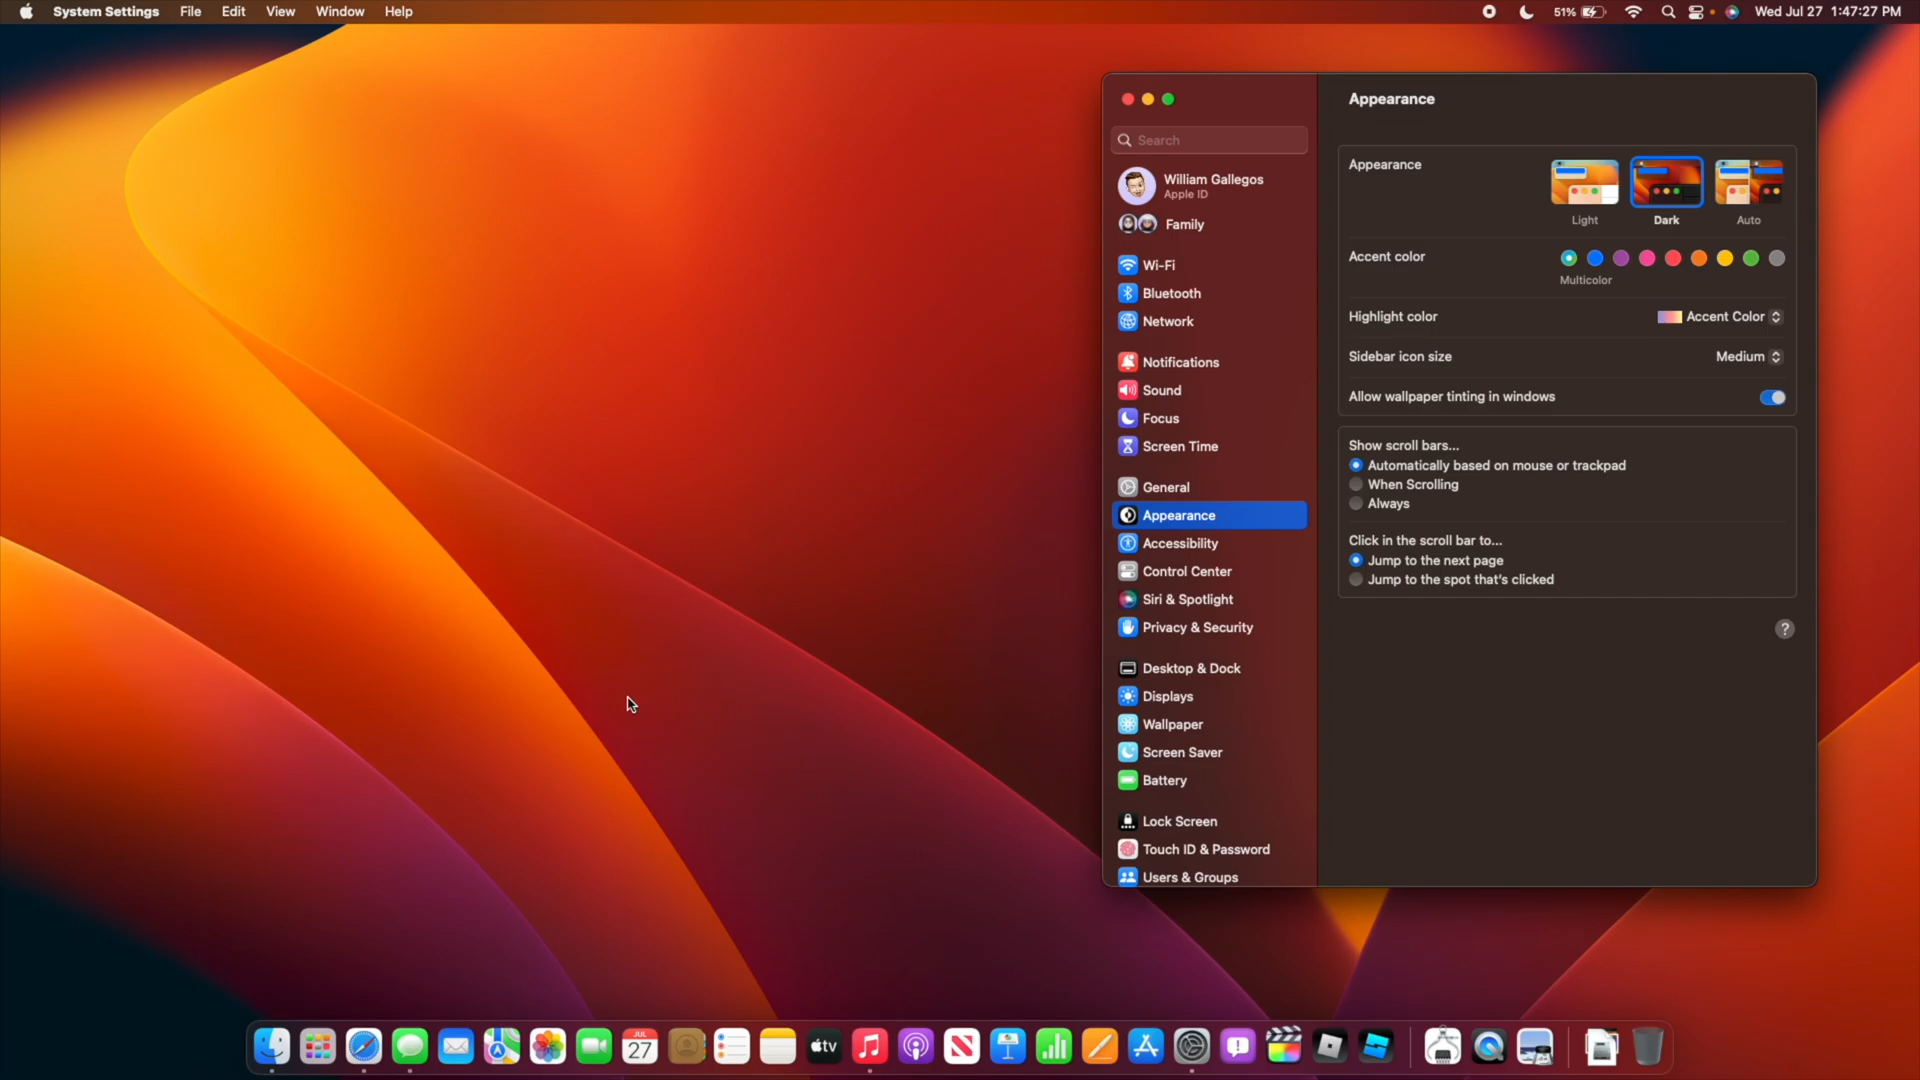 System Settings File Edit View Window Help
51% Wed Jul 27 1:47:27 PM
Search
William Gallegos
Apple ID
Family
Wi-Fi
Bluetooth
Network
Notifications
Sound
Focus
Screen Time
General
Appearance
Accessibility
Control Center
Siri & Spotlight
Privacy & Security
Desktop & Dock
Displays
Wallpaper
Screen Saver
Battery
Lock Screen
Touch ID & Password
Users & Groups
Appearance
Appearance
Light Dark Auto
Accent color
Multicolor
Highlight color Accent Color
Sidebar icon size Medium
Allow wallpaper tinting in windows
Show scroll bars...
Automatically based on mouse or trackpad
When Scrolling
Always
Click in the scroll bar to...
Jump to the next page
Jump to the spot that's clicked
?
JUL
27
tv